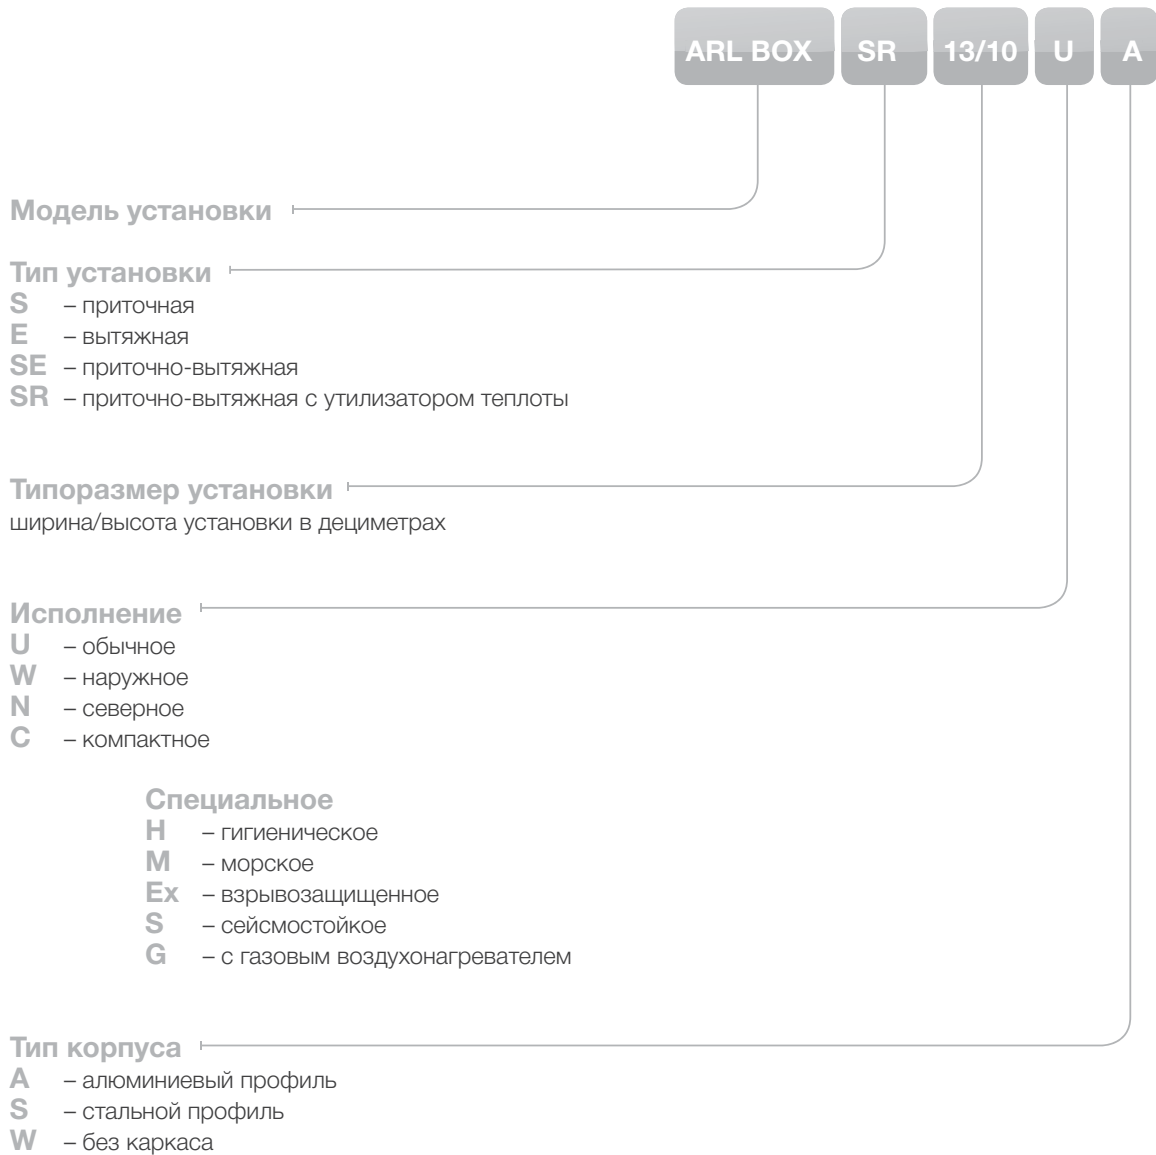 ARL BOX SR 13/10 U A
Модель установки
Тип установки
S – приточная
E – вытяжная
SE – приточно-вытяжная
SR – приточно-вытяжная с утилизатором теплоты
Типоразмер установки
ширина/высота установки в дециметрах
Исполнение
U – обычное
W – наружное
N – северное
C – компактное
Специальное
H – гигиеническое
M – морское
Ex – взрывозащищенное
S – сейсмостойкое
G – с газовым воздухонагревателем
Тип корпуса
A – алюминиевый профиль
S – стальной профиль
W – без каркаса